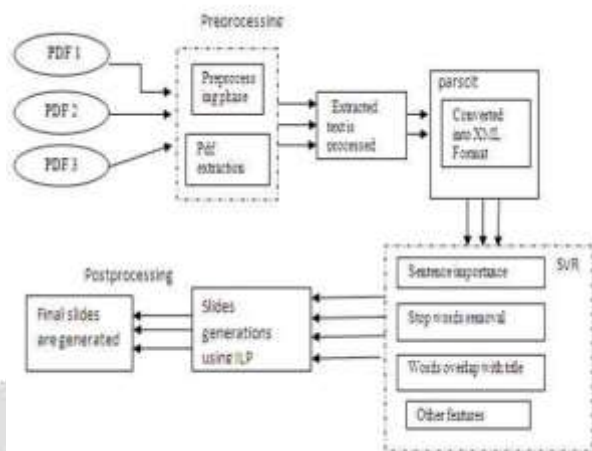 Preprocessing
PDF 1
PDF 2
PDF 3
Preprocess
ing phase
Pdf
extraction
Extracted
text is
processed
parscit
Converted
into XML
Format
SVR
Sentence importance
Stop words removal
Words overlap with title
Other features
Slides
generations
using ILP
Postprocessing
Final slides
are generated